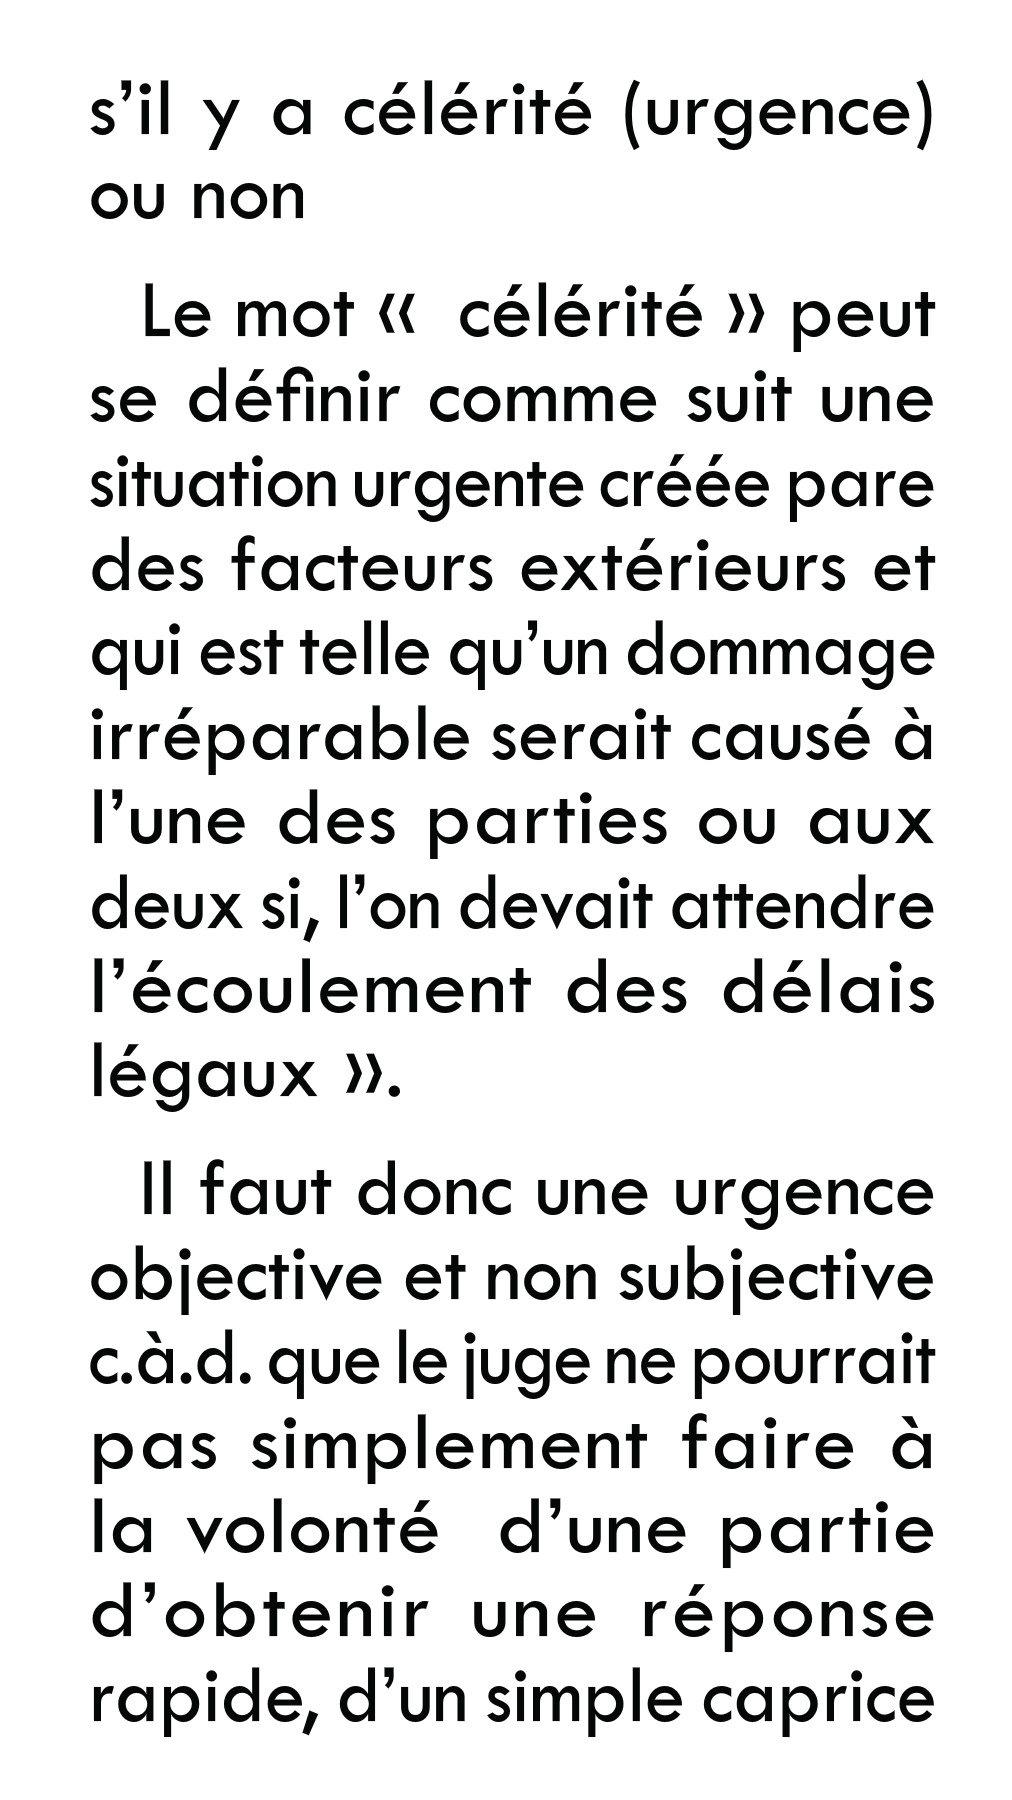 s’il y a célérité (urgence)
ou non
Le mot «  célérité » peut
se définir comme suit une
situation urgente créée pare
des facteurs extérieurs et
qui est telle qu’un dommage
irréparable serait causé à
l’une des parties ou aux
deux si, l’on devait attendre
l’écoulement des délais
légaux ».
Il faut donc une urgence
objective et non subjective
c.à.d. que le juge ne pourrait
pas simplement faire à
la volonté  d’une partie
d’obtenir une réponse
rapide, d’un simple caprice